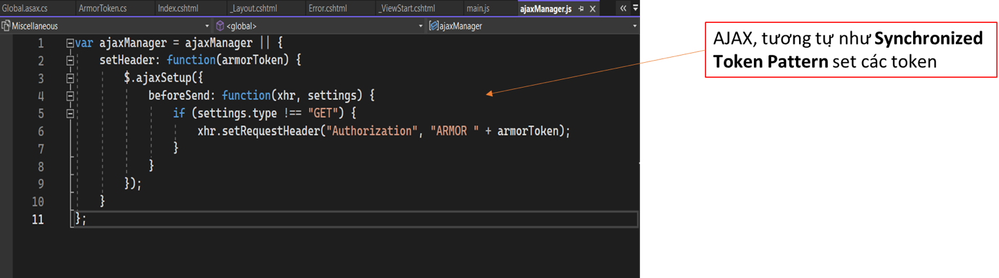 Global.asax.cs ArmorToken.cs Index.cshtml _Layout.cshtml Error.cshtml _ViewStart.cshtml main.js ajaxManager.js
Miscellaneous <global> ajaxManager
1 var ajaxManager = ajaxManager || {
2 setHeader: function(armorToken) {
3 $.ajaxSetup({
4 beforeSend: function(xhr, settings) {
5 if (settings.type !== "GET") {
6 xhr.setRequestHeader("Authorization", "ARMOR " + armorToken);
7 }
8 }
9 });
10 }
11 };
AJAX, tương tự như Synchronized
Token Pattern set các token